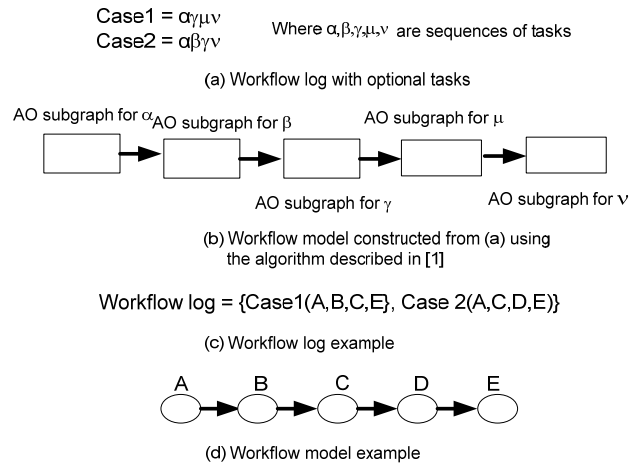 Case1 = αγμν
Case2 = αβγν
Where α,β,γ,μ,ν are sequences of tasks
(a) Workflow log with optional tasks
AO subgraph for α
AO subgraph for β
AO subgraph for μ
AO subgraph for γ
AO subgraph for ν
(b) Workflow model constructed from (a) using
the algorithm described in [1]
Workflow log = {Case1(A,B,C,E}, Case 2(A,C,D,E)}
(c) Workflow log example
A B C D E
(d) Workflow model example